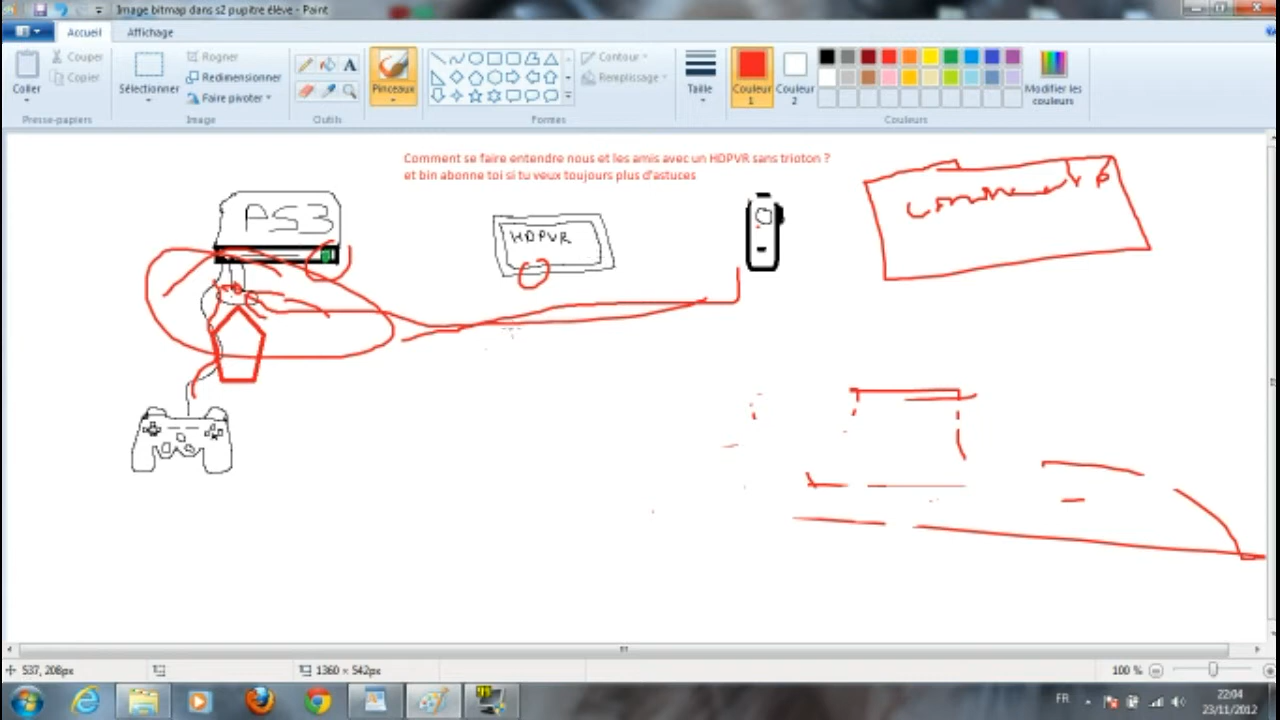 Image bitmap dans s2 pupitre élève - Paint
Accueil
Affichage
Coller
Couper
Copier
Presse-papiers
Sélectionner
Rogner
Redimensionner
Faire pivoter
Image
Outils
Pinceaux
Contour
Remplissage
Formes
Taille
Couleur 1
Couleur 2
Modifier les couleurs
Couleurs
Comment se faire entendre nous et les amis avec un HDPVR sans trioton ?
et bin abonne toi si tu veux toujours plus d'astuces
PS3
HDPVR
537, 208px
1360 × 542px
100 %
FR
22:04
23/11/2012